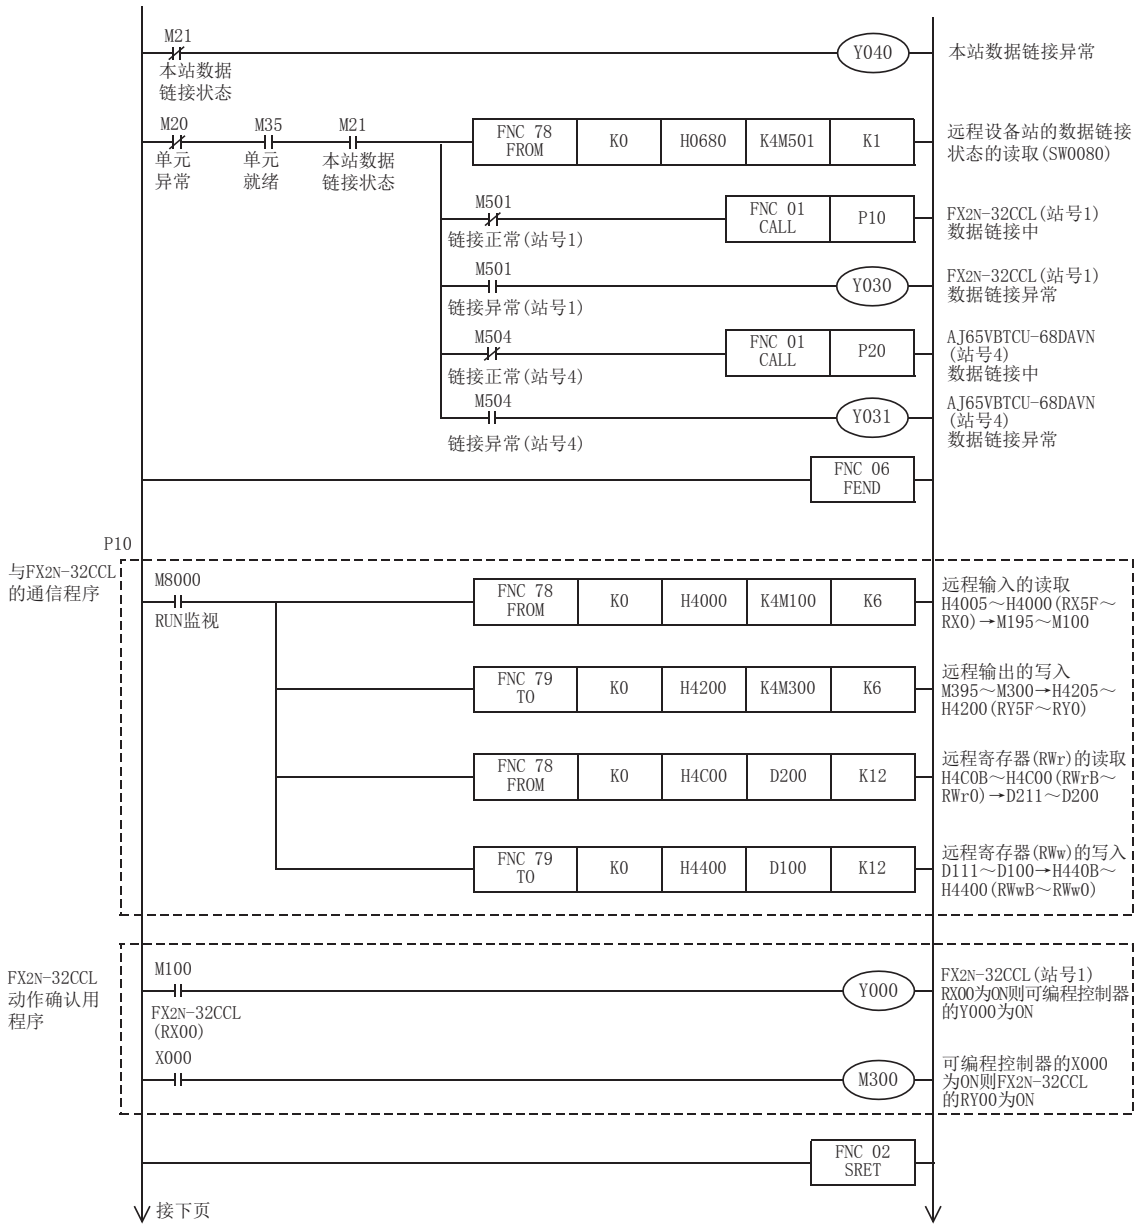 M21
本站数据
链接状态
Y040
本站数据链接异常
M20
单元
异常
M35
单元
就绪
M21
本站数据
链接状态
FNC 78
FROM
K0
H0680
K4M501
K1
远程设备站的数据链接
状态的读取(SW0080)
M501
链接正常(站号1)
FNC 01
CALL
P10
FX2N-32CCL(站号1)
数据链接中
M501
链接异常(站号1)
Y030
FX2N-32CCL(站号1)
数据链接异常
M504
链接正常(站号4)
FNC 01
CALL
P20
AJ65VBTCU-68DAVN
(站号4)
数据链接中
M504
链接异常(站号4)
Y031
AJ65VBTCU-68DAVN
(站号4)
数据链接异常
FNC 06
FEND
P10
与FX2N-32CCL
的通信程序
M8000
RUN监视
FNC 78
FROM
K0
H4000
K4M100
K6
远程输入的读取
H4005～H4000(RX5F～
RX0)→M195～M100
FNC 79
TO
K0
H4200
K4M300
K6
远程输出的写入
M395～M300→H4205～
H4200(RY5F～RY0)
FNC 78
FROM
K0
H4C00
D200
K12
远程寄存器(RWr)的读取
H4C0B～H4C00(RWrB～
RWr0)→D211～D200
FNC 79
TO
K0
H4400
D100
K12
远程寄存器(RWw)的写入
D111～D100→H440B～
H4400(RWwB～RWw0)
FX2N-32CCL
动作确认用
程序
M100
FX2N-32CCL
(RX00)
Y000
FX2N-32CCL(站号1)
RX00为ON则可编程控制器
的Y000为ON
X000
M300
可编程控制器的X000
为ON则FX2N-32CCL
的RY00为ON
FNC 02
SRET
接下页